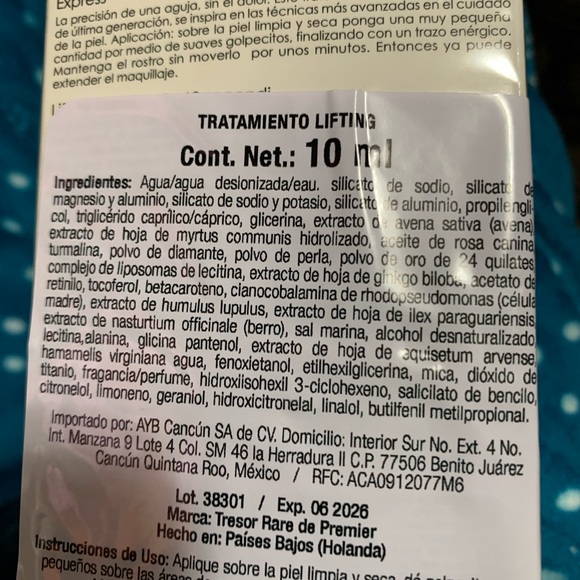 Express
La precisión de una aguja, sin el dolor.
de última generación, se inspira en las técnicas más avanzadas en el cuidado
de la piel. Aplicación: sobre la piel limpia y seca ponga una muy pequeña
cantidad por medio de suaves golpecitos, finalizando con un trazo enérgico.
Mantenga el rostro sin moverlo por unos minutos. Entonces ya puede
extender el maquillaje.
TRATAMIENTO LIFTING
Cont. Net.: 10 ml
Ingredientes: Agua/agua desionizada/eau. silicato de sodio, silicato de
magnesio y aluminio, silicato de sodio y potasio, silicato de aluminio, propilengli-
col, triglicérido caprílico/cáprico, glicerina, extracto de avena sativa (avena)
extracto de hoja de myrtus communis hidrolizado, aceite de rosa canina
turmalina, polvo de diamante, polvo de perla, polvo de oro de 24 quilates
complejo de liposomas de lecitina, extracto de hoja de ginkgo biloba, acetato de
retinilo, tocoferol, betacaroteno, cianocobalamina de rhodopseudomonas (célula
madre), extracto de humulus lupulus, extracto de hoja de ilex paraguariensis
extracto de nasturtium officinale (berro), sal marina, alcohol desnaturalizado
lecitina,alanina, glicina pantenol, extracto de hoja de equisetum arvense
hamamelis virginiana agua, fenoxietanol, etilhexilglicerina, mica, dióxido de
titanio, fragancia/perfume, hidroxiisohexil 3-ciclohexeno, salicilato de bencilo,
citronelol, limoneno, geraniol, hidroxicitronelal, linalol, butilfenil metilpropional.
Importado por: AYB Cancún SA de CV. Domicilio: Interior Sur No. Ext. 4 No.
Int. Manzana 9 Lote 4 Col. SM 46 la Herradura II C.P. 77506 Benito Juárez
Cancún Quintana Roo, México / RFC: ACA0912077M6
Lot. 38301 / Exp. 06 2026
Marca: Tresor Rare de Premier
Hecho en: Países Bajos (Holanda)
Instrucciones de Uso: Aplique sobre la piel limpia y seca, dé
pequeños sobre las áreas